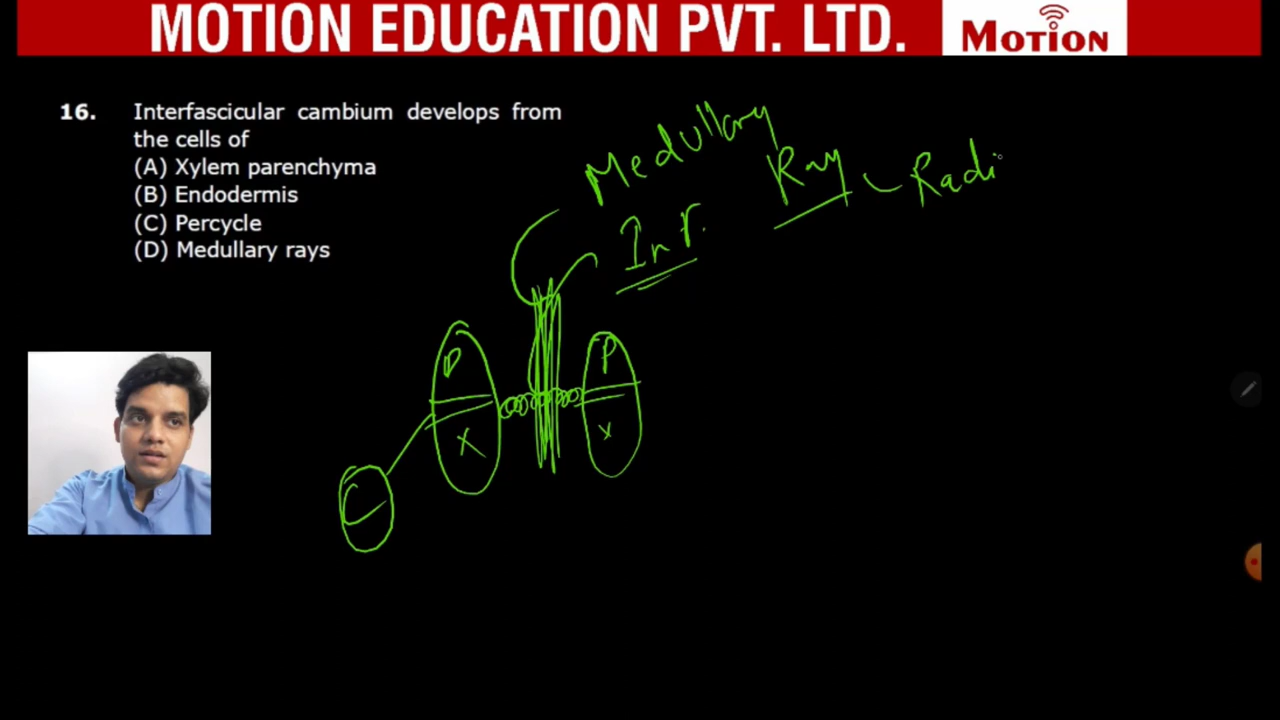 MOTION EDUCATION PVT. LTD.
MOTION
16. Interfascicular cambium develops from
the cells of
(A) Xylem parenchyma
(B) Endodermis
(C) Percycle
(D) Medullary rays
Medullary
Ray Radi
Inf.
P
X
P
X
C